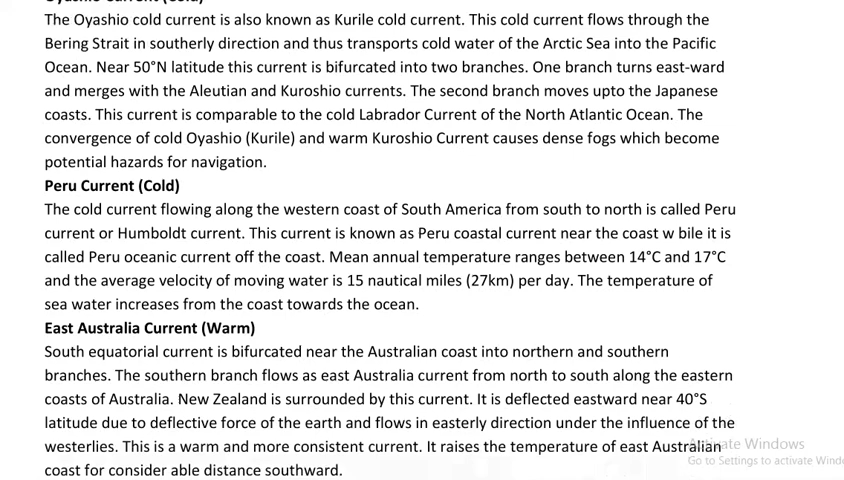 Oyashio Current (Cold)
The Oyashio cold current is also known as Kurile cold current. This cold current flows through the
Bering Strait in southerly direction and thus transports cold water of the Arctic Sea into the Pacific
Ocean. Near 50°N latitude this current is bifurcated into two branches. One branch turns east-ward
and merges with the Aleutian and Kuroshio currents. The second branch moves upto the Japanese
coasts. This current is comparable to the cold Labrador Current of the North Atlantic Ocean. The
convergence of cold Oyashio (Kurile) and warm Kuroshio Current causes dense fogs which become
potential hazards for navigation.
Peru Current (Cold)
The cold current flowing along the western coast of South America from south to north is called Peru
current or Humboldt current. This current is known as Peru coastal current near the coast w bile it is
called Peru oceanic current off the coast. Mean annual temperature ranges between 14°C and 17°C
and the average velocity of moving water is 15 nautical miles (27km) per day. The temperature of
sea water increases from the coast towards the ocean.
East Australia Current (Warm)
South equatorial current is bifurcated near the Australian coast into northern and southern
branches. The southern branch flows as east Australia current from north to south along the eastern
coasts of Australia. New Zealand is surrounded by this current. It is deflected eastward near 40°S
latitude due to deflective force of the earth and flows in easterly direction under the influence of the
westerlies. This is a warm and more consistent current. It raises the temperature of east Australian
coast for consider able distance southward.
Activate Windows
Go to Settings to activate Wind